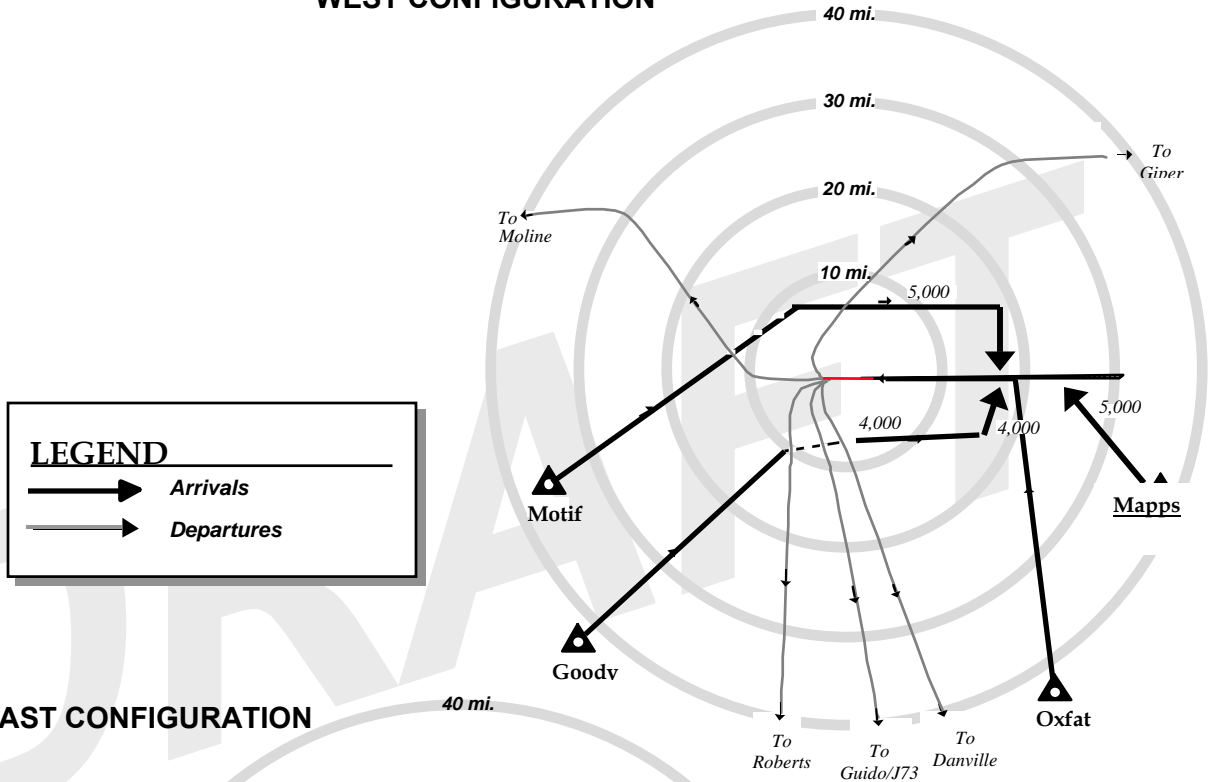 WEST CONFIGURATION
40 mi.
30 mi.
To
Giper
20 mi.
To
Moline
10 mi.
5,000
5,000
4,000
4,000
LEGEND
Arrivals
Departures
Motif
Mapps
Goody
Oxfat
AST CONFIGURATION
40 mi.
To
Roberts
To
Guido/J73
To
Danville
DRAFT